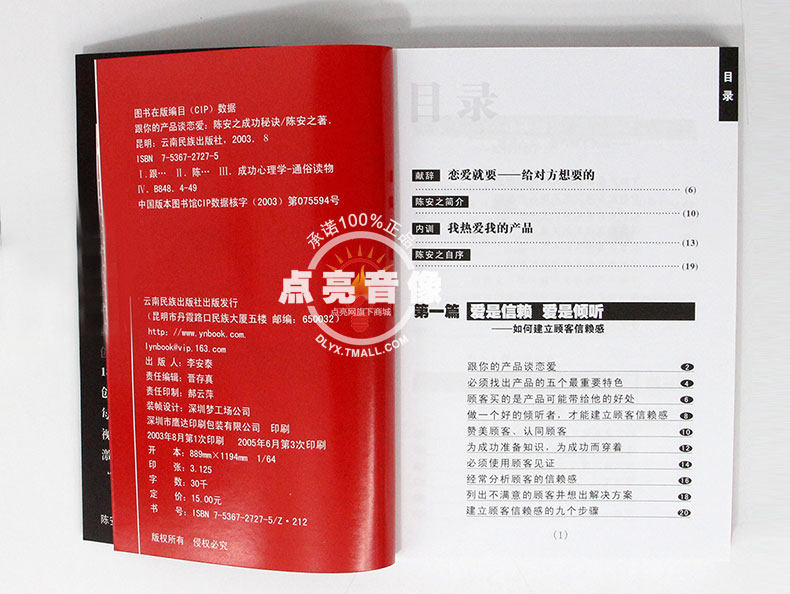 图书在版编目(CIP)数据
跟你的产品谈恋爱：陈安之成功秘诀/陈安之著.
昆明：云南民族出版社，2003．8
ISBN 7-5367-2727-5
Ⅰ.跟… Ⅱ.陈… Ⅲ.成功心理学-通俗读物
Ⅳ.B848.4-49
中国版本图书馆CIP数据核字(2003)第075594号
云南民族出版社出版发行
(昆明市丹霞路口民族大厦五楼 邮编：650032)
http://www.ynbook.com.
lynbook@vip.163.com
出 版 人：李安泰
责任编辑：晋存真
责任印制：郝云萍
装帧设计：深圳梦工场公司
深圳市鹰达印刷包装有限公司 印刷
2003年8月第1次印刷 2005年6月第3次印刷
开 本：889mm×1194mm 1/64
印 张：3.125
字 数：30千
定 价：15.00元
书 号：ISBN 7-5367-2727-5/Z·212
版权所有 侵权必究
陈安
目录
目录
献辞 恋爱就要——给对方想要的
(6)
陈安之简介
(10)
内训 我热爱我的产品
(13)
陈安之自序
(19)
第一篇 爱是信赖 爱是倾听
——如何建立顾客信赖感
跟你的产品谈恋爱 2
必须找出产品的五个最重要特色 4
顾客买的是产品可能带给他的好处 6
做一个好的倾听者，才能建立顾客信赖感 8
赞美顾客、认同顾客 10
为成功准备知识，为成功而穿着 12
必须使用顾客见证 14
经常分析顾客的信赖感 16
列出不满意的顾客并想出解决方案 18
建立顾客信赖感的九个步骤 20
(1)
承诺100%正品
点亮音像
点亮网旗下商城
DLYX.TMALL.COM